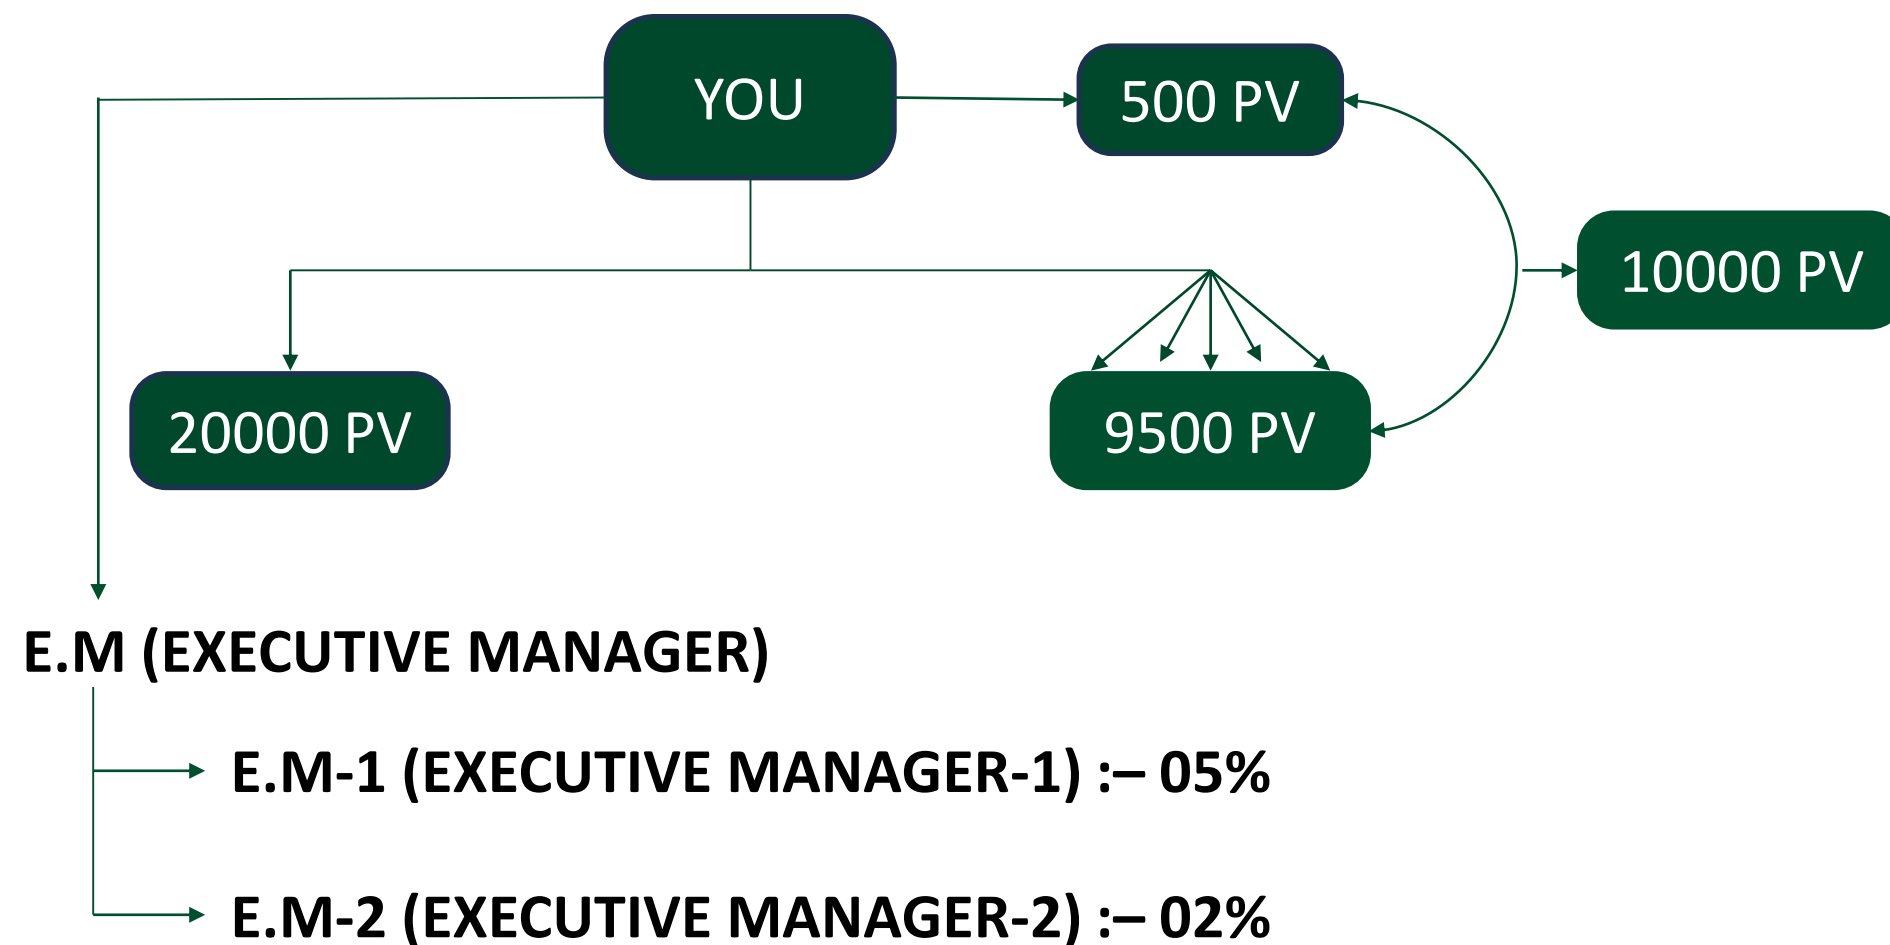 YOU
500 PV
10000 PV
20000 PV
9500 PV
E.M (EXECUTIVE MANAGER)
E.M-1 (EXECUTIVE MANAGER-1) :– 05%
E.M-2 (EXECUTIVE MANAGER-2) :– 02%